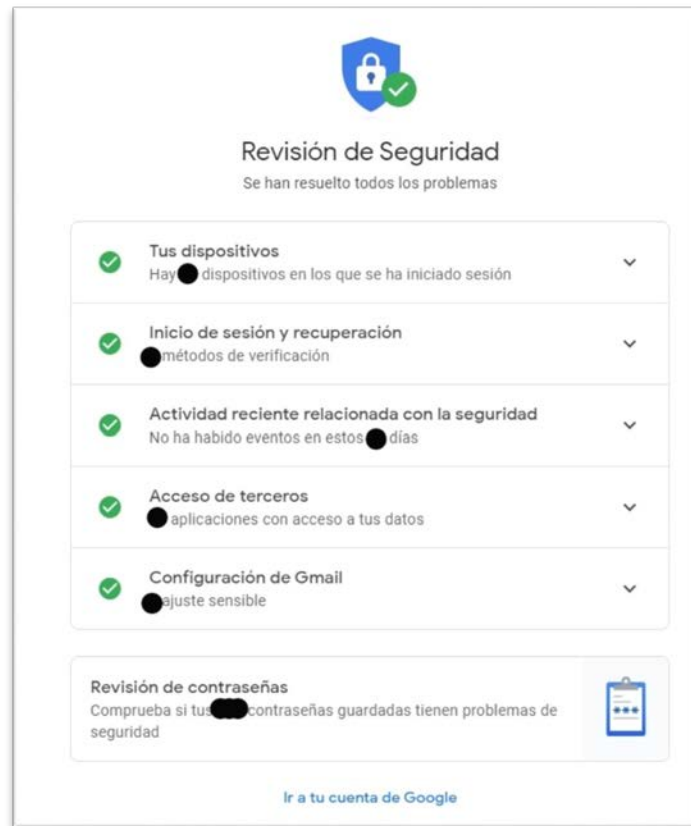 Revisión de Seguridad
Se han resuelto todos los problemas
Tus dispositivos
Hay dispositivos en los que se ha iniciado sesión
Inicio de sesión y recuperación
métodos de verificación
Actividad reciente relacionada con la seguridad
No ha habido eventos en estos días
Acceso de terceros
aplicaciones con acceso a tus datos
Configuración de Gmail
ajuste sensible
Revisión de contraseñas
Comprueba si tus contraseñas guardadas tienen problemas de
seguridad
Ir a tu cuenta de Google